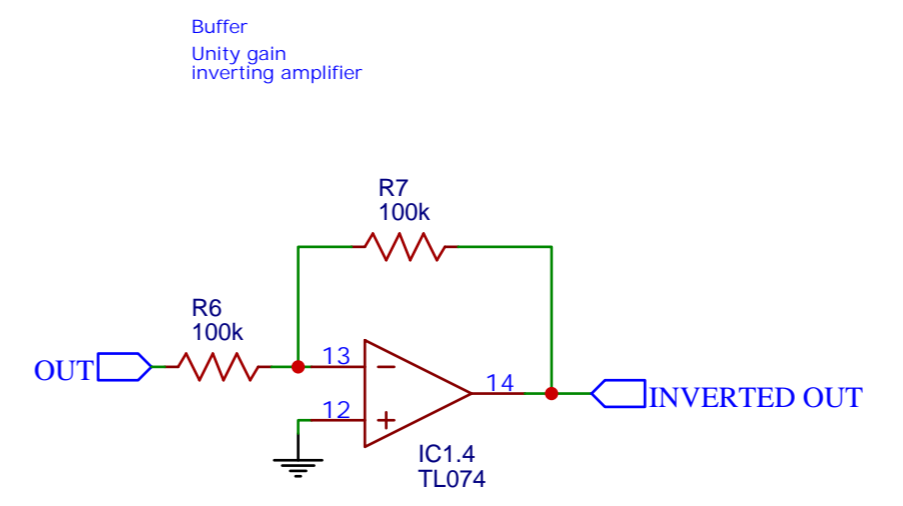 Buffer
Unity gain
inverting amplifier
R7
100k
R6
100k
OUT
13
−
14
INVERTED OUT
12
+
IC1.4
TL074